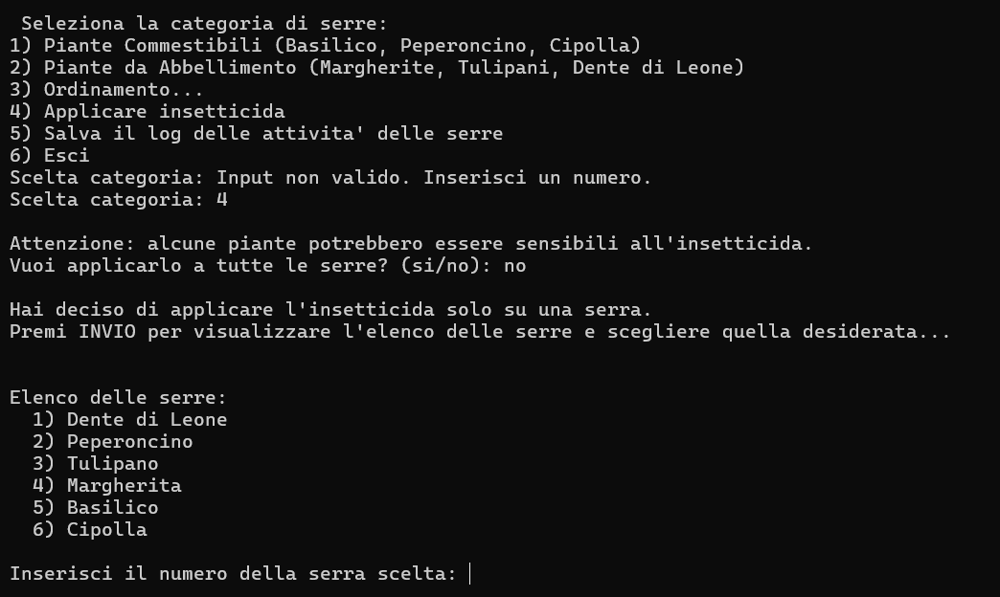 Seleziona la categoria di serre:
1) Piante Commestibili (Basilico, Peperoncino, Cipolla)
2) Piante da Abbellimento (Margherite, Tulipani, Dente di Leone)
3) Ordinamento...
4) Applicare insetticida
5) Salva il log delle attivita' delle serre
6) Esci
Scelta categoria: Input non valido. Inserisci un numero.
Scelta categoria: 4
Attenzione: alcune piante potrebbero essere sensibili all'insetticida.
Vuoi applicarlo a tutte le serre? (si/no): no
Hai deciso di applicare l'insetticida solo su una serra.
Premi INVIO per visualizzare l'elenco delle serre e scegliere quella desiderata...
Elenco delle serre:
1) Dente di Leone
2) Peperoncino
3) Tulipano
4) Margherita
5) Basilico
6) Cipolla
Inserisci il numero della serra scelta: